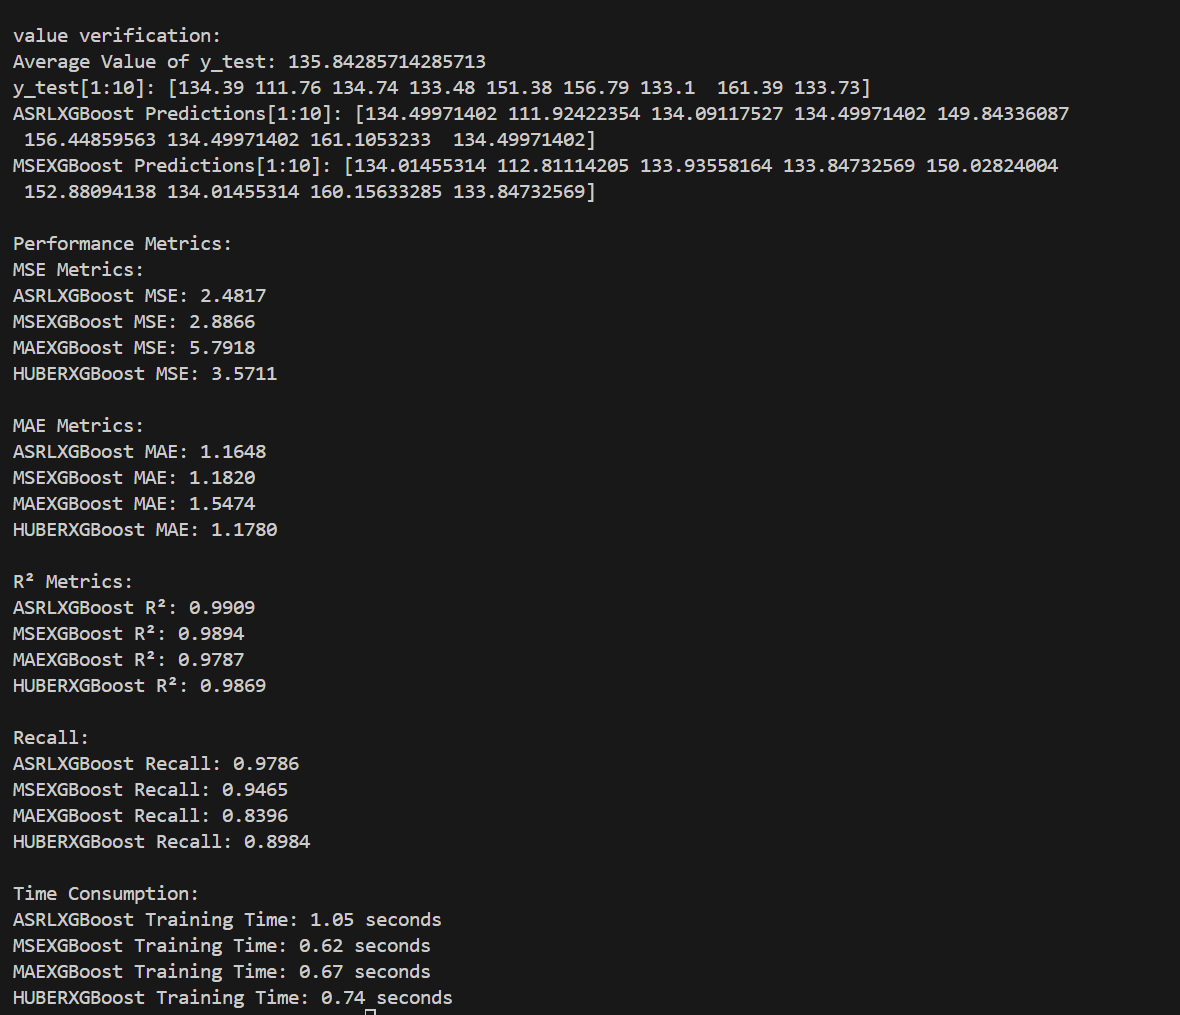 value verification:
Average Value of y_test: 135.84285714285713
y_test[1:10]: [134.39 111.76 134.74 133.48 151.38 156.79 133.1  161.39 133.73]
ASRLXGBoost Predictions[1:10]: [134.49971402 111.92422354 134.09117527 134.49971402 149.84336087
 156.44859563 134.49971402 161.1053233  134.49971402]
MSEXGBoost Predictions[1:10]: [134.01455314 112.81114205 133.93558164 133.84732569 150.02824004
 152.88094138 134.01455314 160.15633285 133.84732569]
Performance Metrics:
MSE Metrics:
ASRLXGBoost MSE: 2.4817
MSEXGBoost MSE: 2.8866
MAEXGBoost MSE: 5.7918
HUBERXGBoost MSE: 3.5711
MAE Metrics:
ASRLXGBoost MAE: 1.1648
MSEXGBoost MAE: 1.1820
MAEXGBoost MAE: 1.5474
HUBERXGBoost MAE: 1.1780
R² Metrics:
ASRLXGBoost R²: 0.9909
MSEXGBoost R²: 0.9894
MAEXGBoost R²: 0.9787
HUBERXGBoost R²: 0.9869
Recall:
ASRLXGBoost Recall: 0.9786
MSEXGBoost Recall: 0.9465
MAEXGBoost Recall: 0.8396
HUBERXGBoost Recall: 0.8984
Time Consumption:
ASRLXGBoost Training Time: 1.05 seconds
MSEXGBoost Training Time: 0.62 seconds
MAEXGBoost Training Time: 0.67 seconds
HUBERXGBoost Training Time: 0.74 seconds